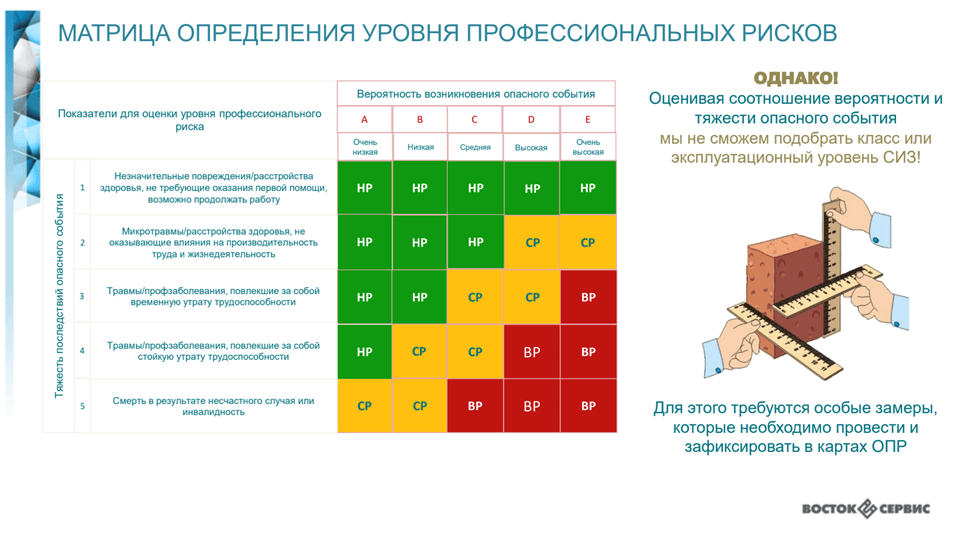 МАТРИЦА ОПРЕДЕЛЕНИЯ УРОВНЯ ПРОФЕССИОНАЛЬНЫХ РИСКОВ
Показатели для оценки уровня профессионального
риска
Вероятность возникновения опасного события
A B C D E
Очень
низкая
Низкая
Средняя
Высокая
Очень
высокая
Тяжесть последствий опасного события
1
Незначительные повреждения/расстройства
здоровья, не требующие оказания первой помощи,
возможно продолжать работу
НР НР НР НР НР
2
Микротравмы/расстройства здоровья, не
оказывающие влияния на производительность
труда и жизнедеятельность
НР НР НР СР СР
3
Травмы/профзаболевания, повлекшие за собой
временную утрату трудоспособности
НР НР СР СР ВР
4
Травмы/профзаболевания, повлекшие за собой
стойкую утрату трудоспособности
НР СР СР ВР ВР
5
Смерть в результате несчастного случая или
инвалидность
СР СР ВР ВР ВР
ОДНАКО!
Оценивая соотношение вероятности и
тяжести опасного события
мы не сможем подобрать класс или
эксплуатационный уровень СИЗ!
Для этого требуются особые замеры,
которые необходимо провести и
зафиксировать в картах ОПР
ВОСТОК СЕРВИС